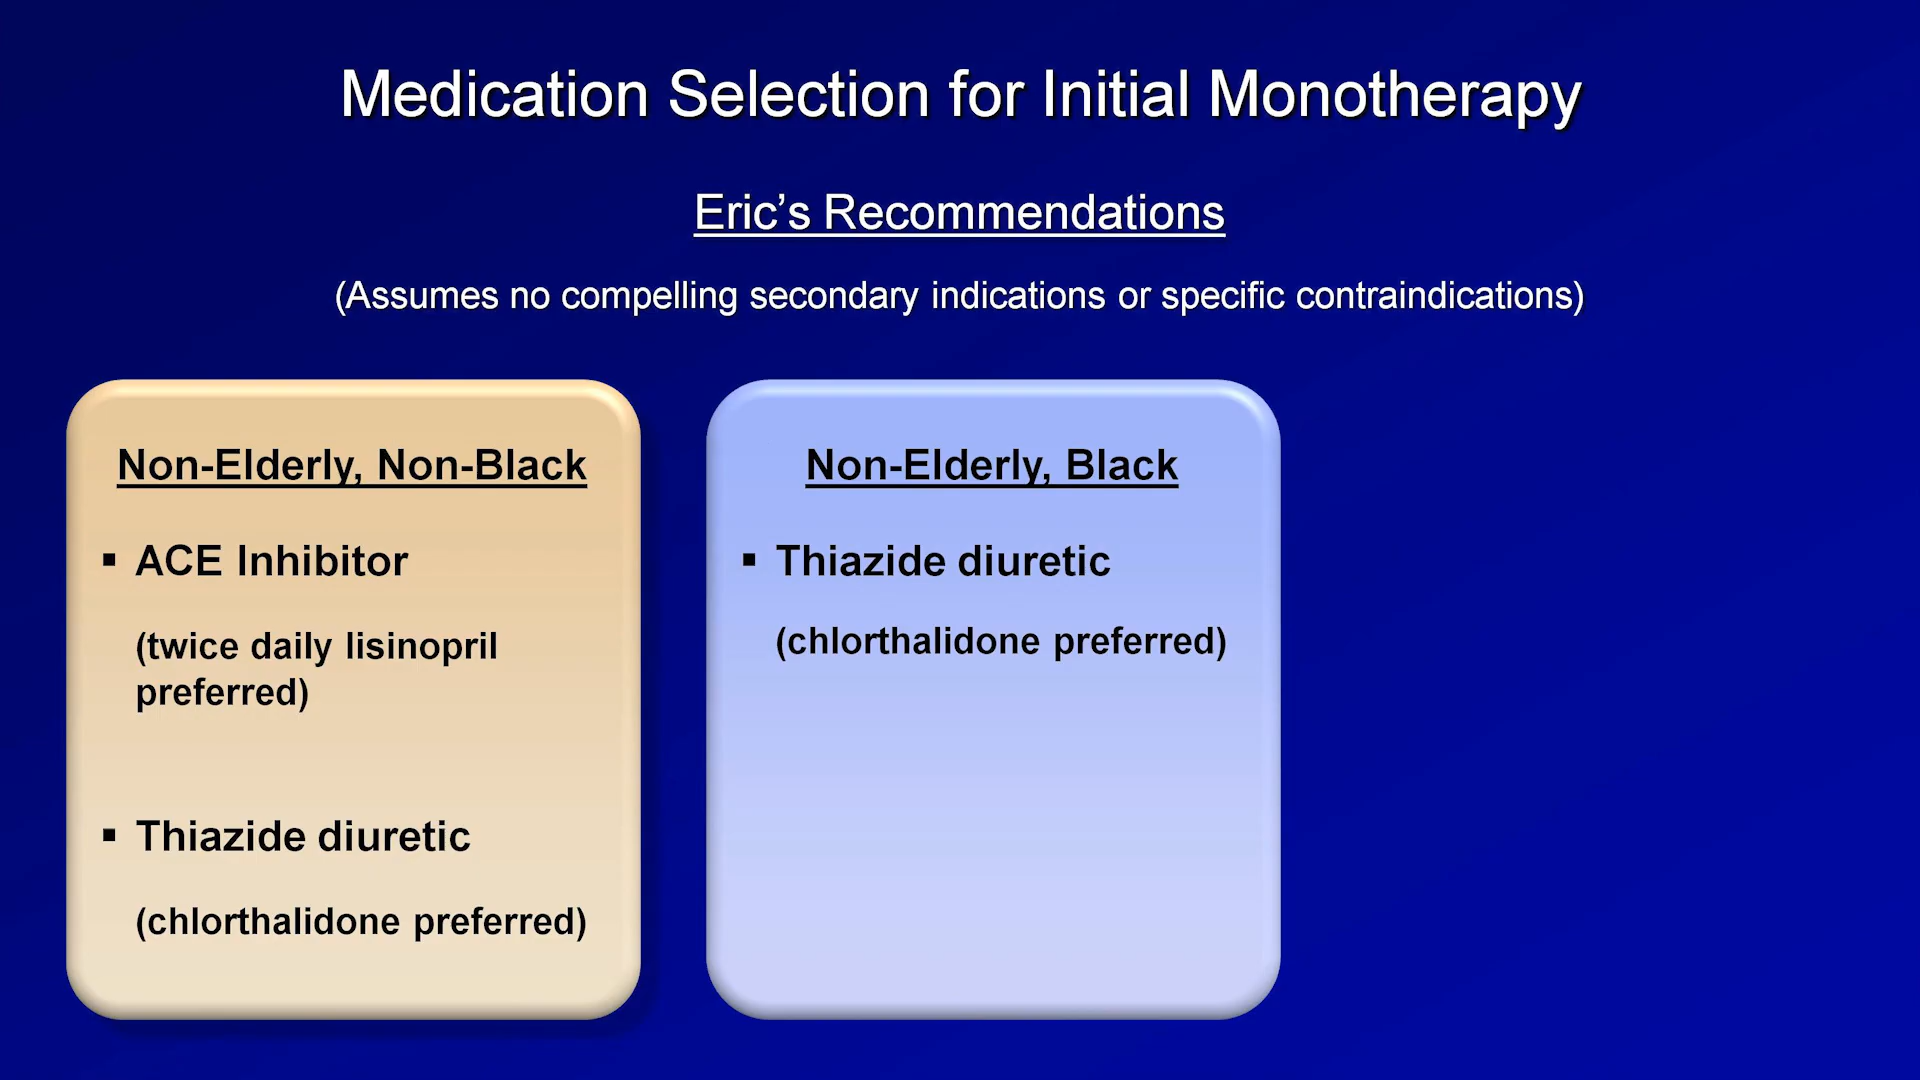 Medication Selection for Initial Monotherapy
Eric’s Recommendations
(Assumes no compelling secondary indications or specific contraindications)
Non-Elderly, Non-Black
▪ ACE Inhibitor
(twice daily lisinopril
preferred)
▪ Thiazide diuretic
(chlorthalidone preferred)
Non-Elderly, Black
▪ Thiazide diuretic
(chlorthalidone preferred)